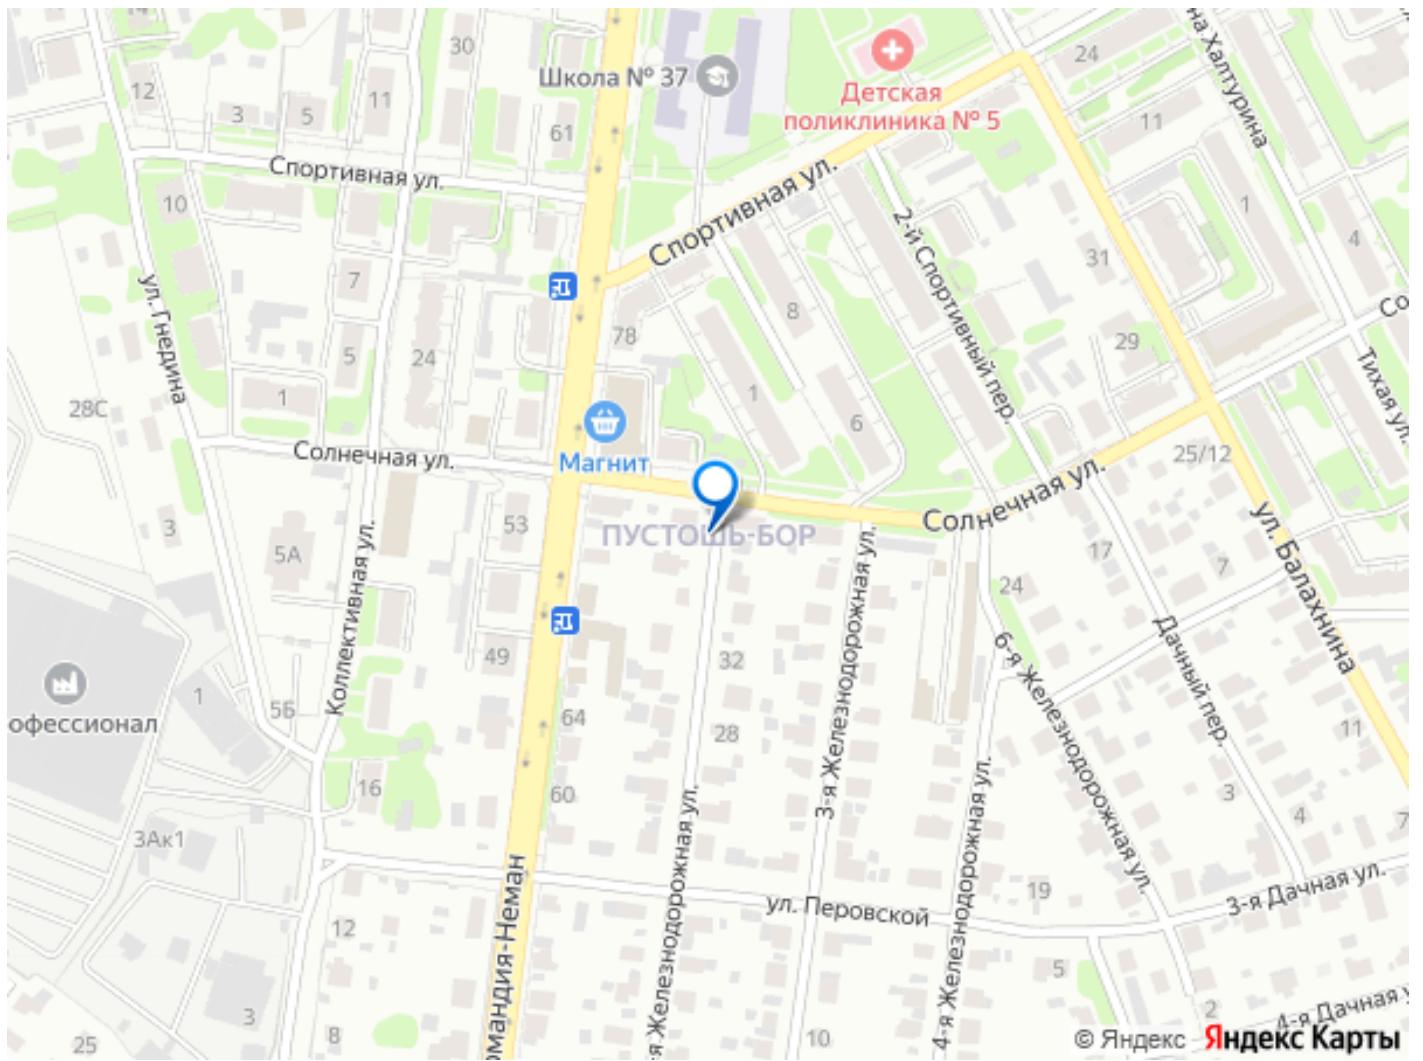 14
30
24
на Халтурина
Школа № 37
Детская
поликлиника № 5
12
3
5
11
61
11
Спортивная ул.
10
Спортивная ул.
2-й Спортивный пер.
1
4
ул. Гнедина
7
31
Со
78
8
5
24
29
Тихая ул.
28С
1
1
6
Магнит
Солнечная ул.
25/12
Солнечная ул.
3
53
ПУСТОШЬ-БОР
ул. Балахнина
5А
17
7
24
Коллективная ул.
3-я Железнодорожная ул.
6-я Железнодорожная ул.
Дачный пер.
49
32
1
56
офессионал
64
28
11
16
60
3
4
7
3Ак1
-я Железнодорожная ул.
4-я Железнодорожная ул.
омандия-Неман
ул. Перовской
19
3-я Дачная ул.
12
5
2
3
8
10
4-я Дачная у
25
© Яндекс Яндекс Карты